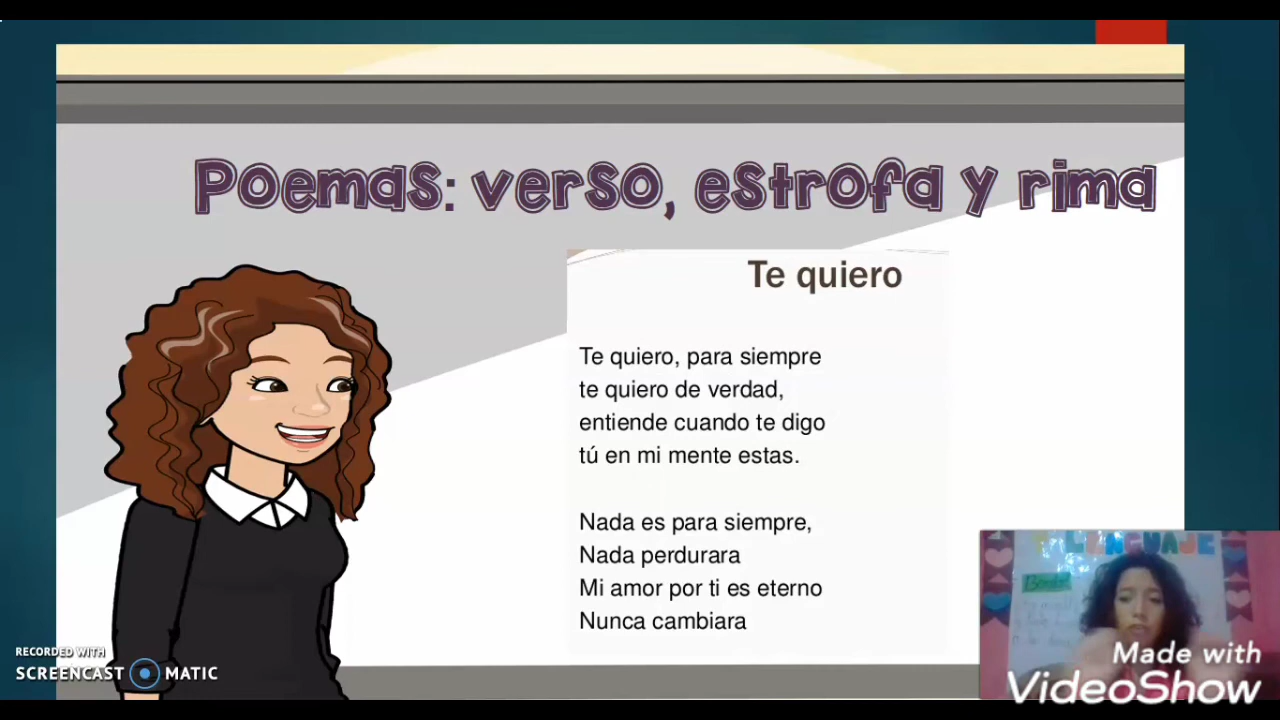 Poemas: verso, estrofa y rima
Te quiero
Te quiero, para siempre
te quiero de verdad,
entiende cuando te digo
tú en mi mente estas.
Nada es para siempre,
Nada perdurara
Mi amor por ti es eterno
Nunca cambiara
LENGUAJE
RECORDED WITH
SCREENCAST MATIC
Made with
VideoShow